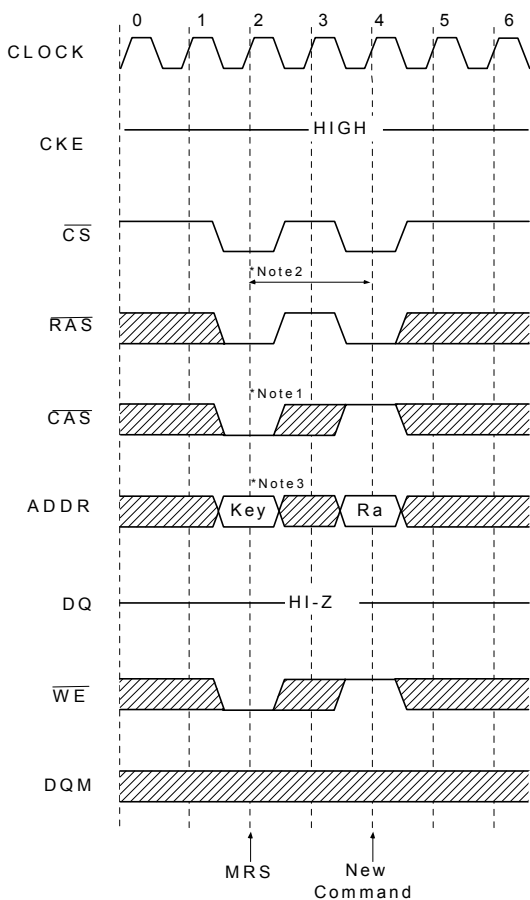 0 1 2 3 4 5 6
CLOCK
CKE HIGH
CS
*Note2
RAS
*Note1
CAS
*Note3
ADDR Key Ra
DQ HI-Z
WE
DQM
MRS New
Command